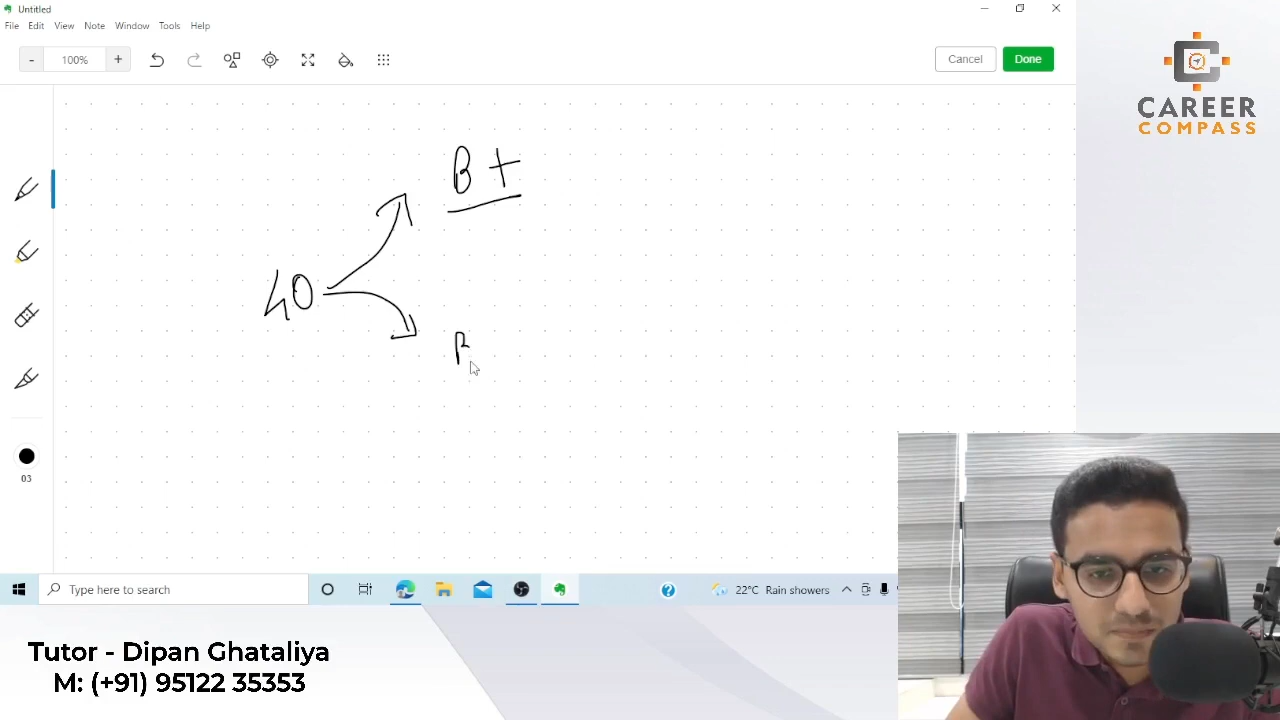 Untitled
File Edit View Note Window Tools Help
- 100% +
Cancel Done
CAREER
COMPASS
B +
40
03
Type here to search
22°C Rain showers
Tutor - Dipan Ghataliya
M: (+91) 95122 35353